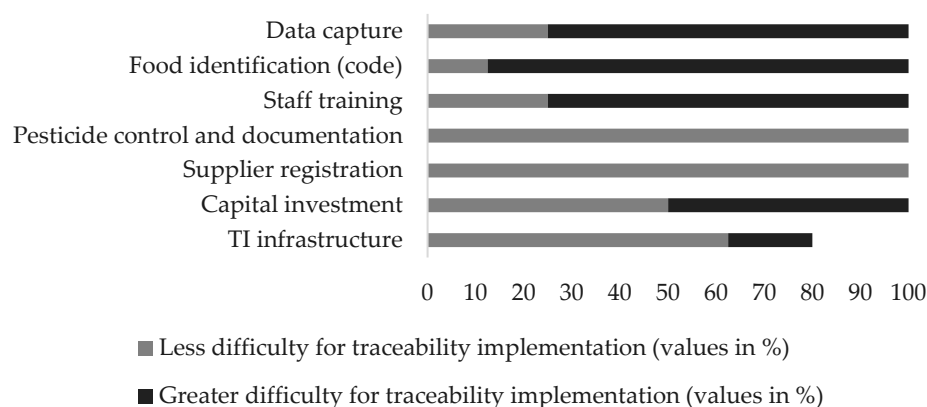 Data capture
Food identification (code)
Staff training
Pesticide control and documentation
Supplier registration
Capital investment
TI infrastructure
0 10 20 30 40 50 60 70 80 90 100
Less difficulty for traceability implementation (values in %)
Greater difficulty for traceability implementation (values in %)